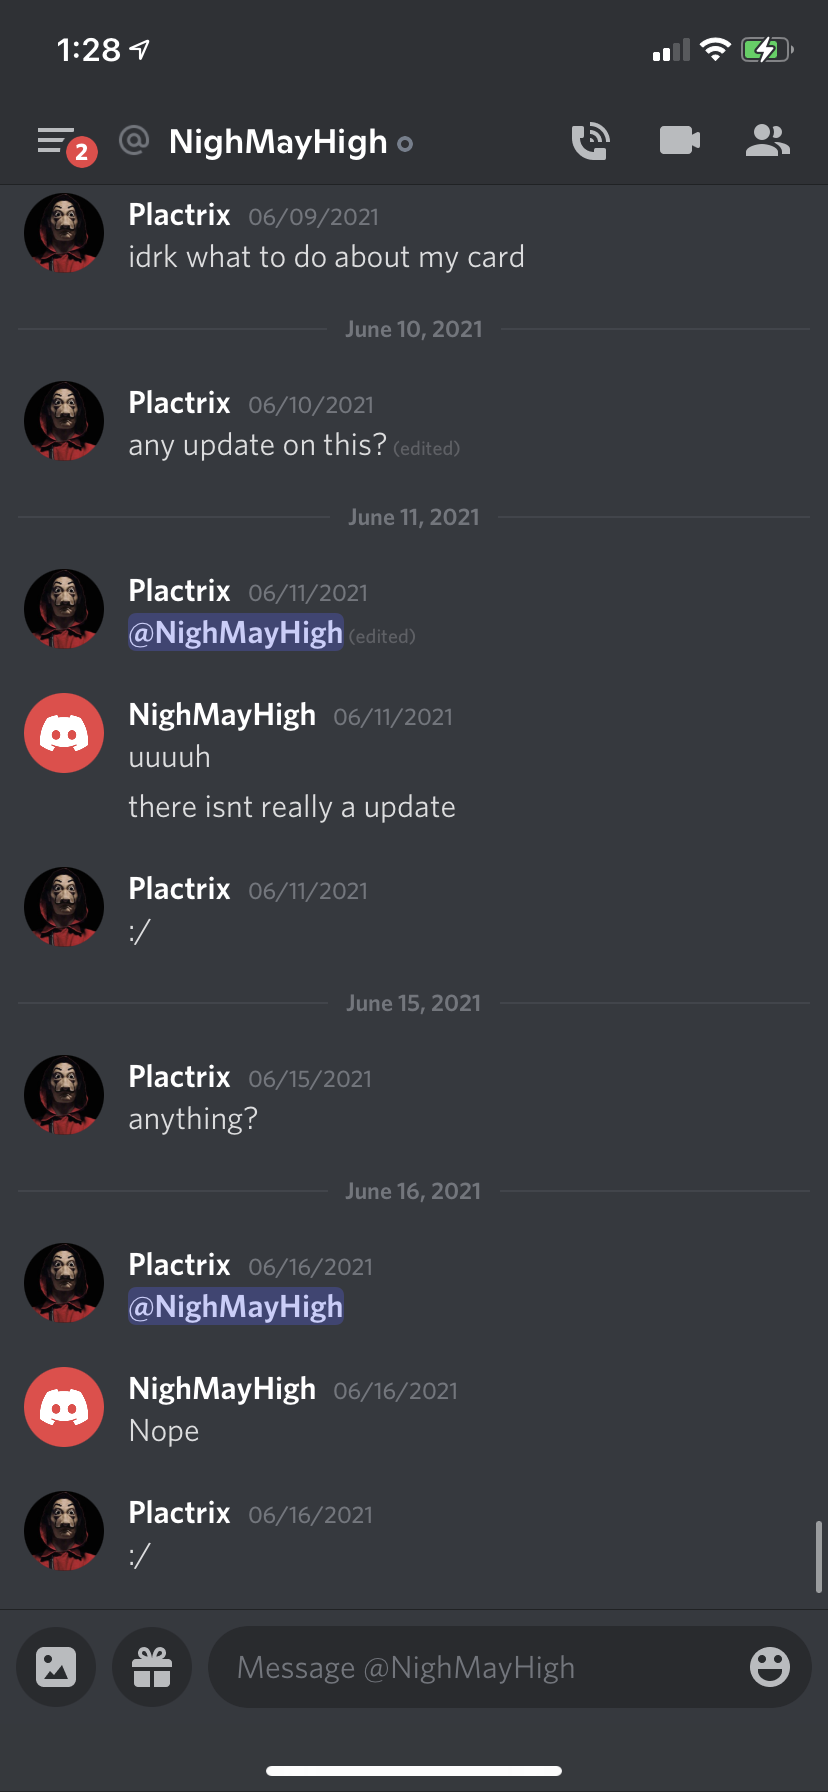 1:28
2
@ NighMayHigh
Plactrix 06/09/2021
idrk what to do about my card
June 10, 2021
Plactrix 06/10/2021
any update on this? (edited)
June 11, 2021
Plactrix 06/11/2021
@NighMayHigh (edited)
NighMayHigh 06/11/2021
uuuuh
there isnt really a update
Plactrix 06/11/2021
:/
June 15, 2021
Plactrix 06/15/2021
anything?
June 16, 2021
Plactrix 06/16/2021
@NighMayHigh
NighMayHigh 06/16/2021
Nope
Plactrix 06/16/2021
:/
Message @NighMayHigh